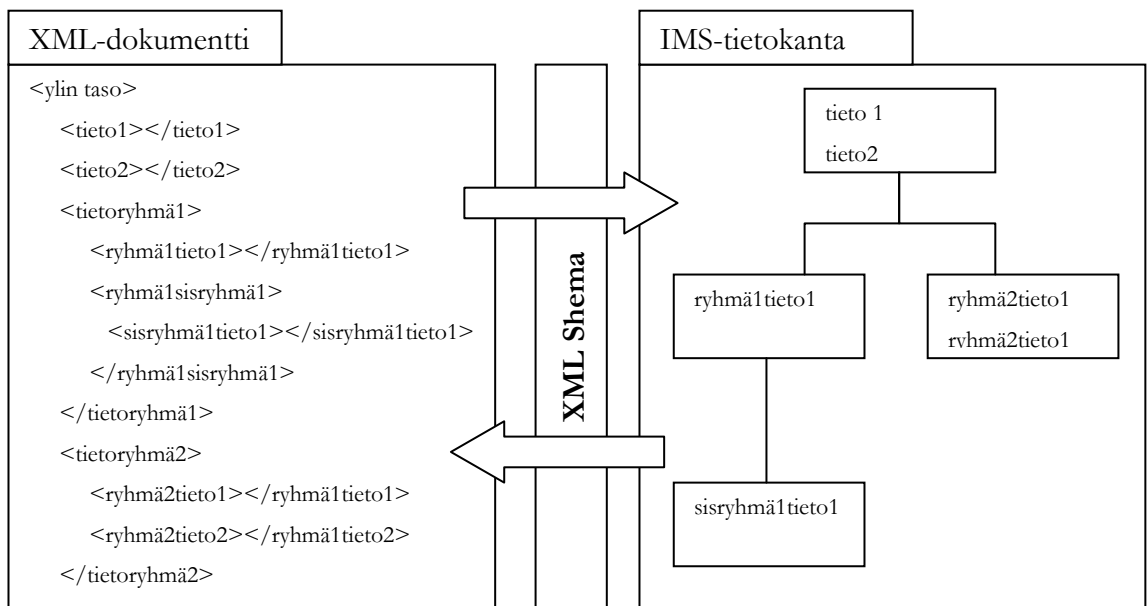 XML-dokumentti
<ylin taso>
<tieto1></tieto1>
<tieto2></tieto2>
<tietoryhmä1>
<ryhmä1tieto1></ryhmä1tieto1>
<ryhmä1sisryhmä1>
<sisryhmä1tieto1></sisryhmä1tieto1>
</ryhmä1sisryhmä1>
</tietoryhmä1>
<tietoryhmä2>
<ryhmä2tieto1></ryhmä1tieto1>
<ryhmä2tieto2></ryhmä1tieto2>
</tietoryhmä2>
XML Shema
IMS-tietokanta
tieto 1
tieto2
ryhmä1tieto1
ryhmä2tieto1
ryhmä2tieto1
sisryhmä1tieto1